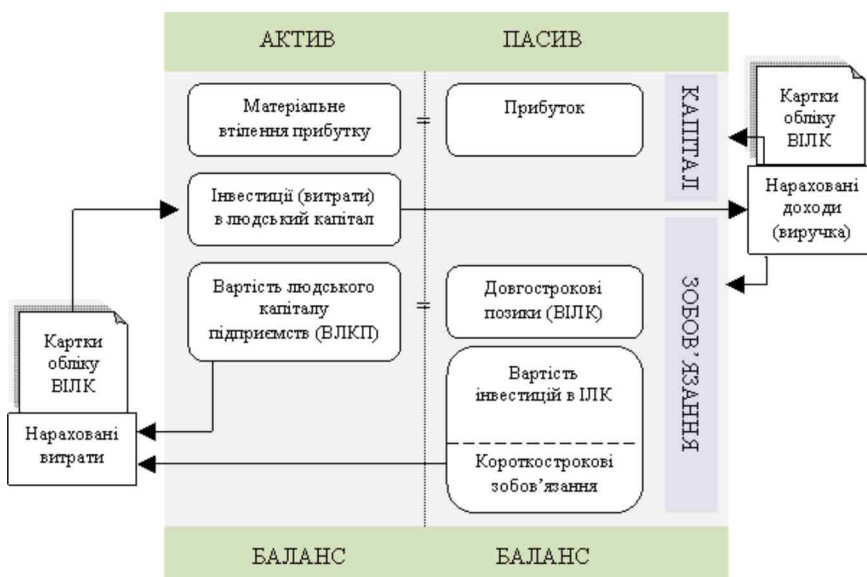 АКТИВ
ПАСИВ
Матеріальне
втілення прибутку
=
Прибуток
КАПІТАЛ
Картки
обліку
ВІЛК
Інвестиції (витрати)
в людський капітал
Нараховані
доходи
(виручка)
Вартість людського
капіталу
підприємств (ВЛКП)
=
Довгострокові
позики (ВІЛК)
ЗОБОВ’ЯЗАННЯ
Картки
обліку
ВІЛК
Нараховані
витрати
Вартість
інвестицій в ІЛК
Короткострокові
зобов’язання
БАЛАНС
БАЛАНС